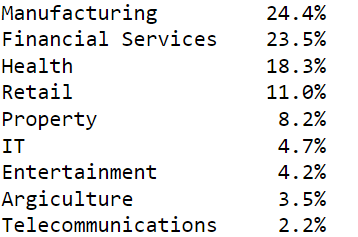 Manufacturing 24.4%
Financial Services 23.5%
Health 18.3%
Retail 11.0%
Property 8.2%
IT 4.7%
Entertainment 4.2%
Argiculture 3.5%
Telecommunications 2.2%